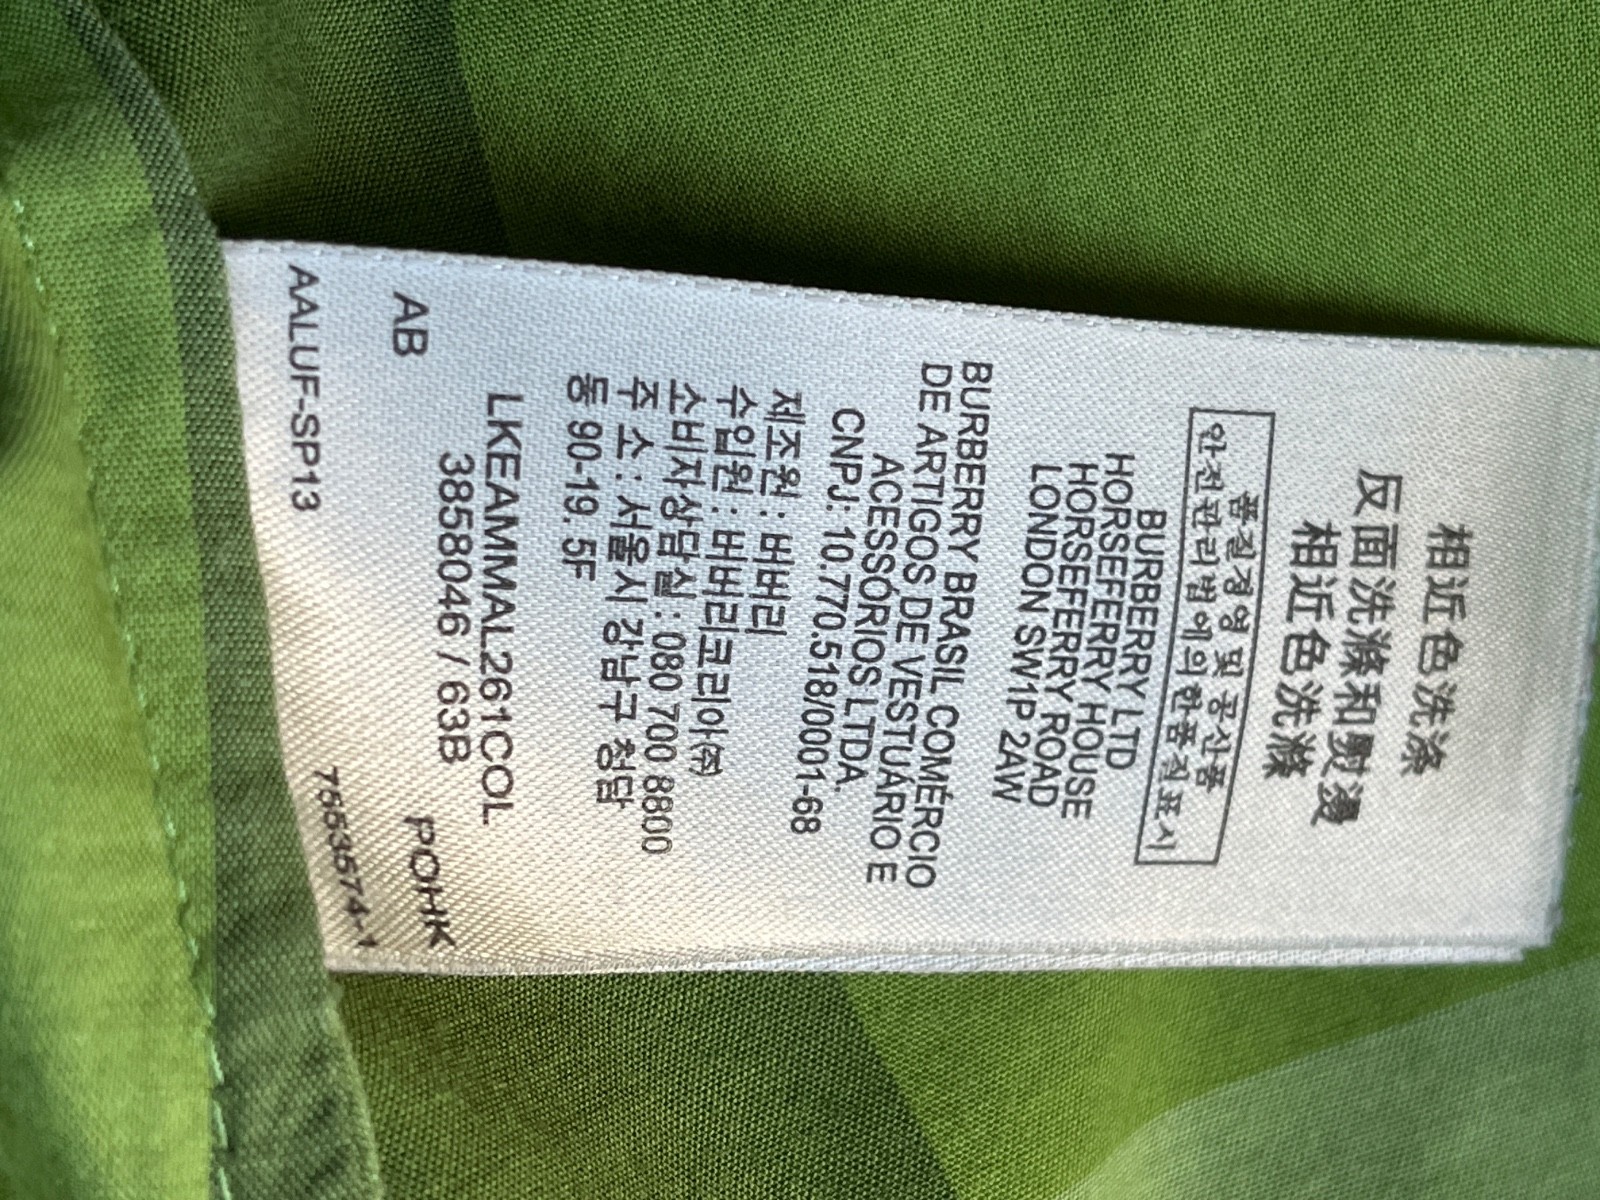 相近色洗涤
反面洗滌和熨燙
相近色洗滌
품질경영 및 공산품
안전관리법에의한품질표시
BURBERRY LTD
HORSEFERRY HOUSE
HORSEFERRY ROAD
LONDON SW1P 2AW
BURBERRY BRASIL COMÉRCIO
DE ARTIGOS DE VESTUÁRIO E
ACESSÓRIOS LTDA.
CNPJ: 10.770.518/0001-68
제조원 : 버버리
수입원 : 버버리코리아(주)
소비자상담실 : 080 700 8800
주 소 : 서울시 강남구 청담
동 90-19. 5F
LKEAMMAL261COL
3858046 / 63B
AB POHK
AALUF-SP13 7553574-1